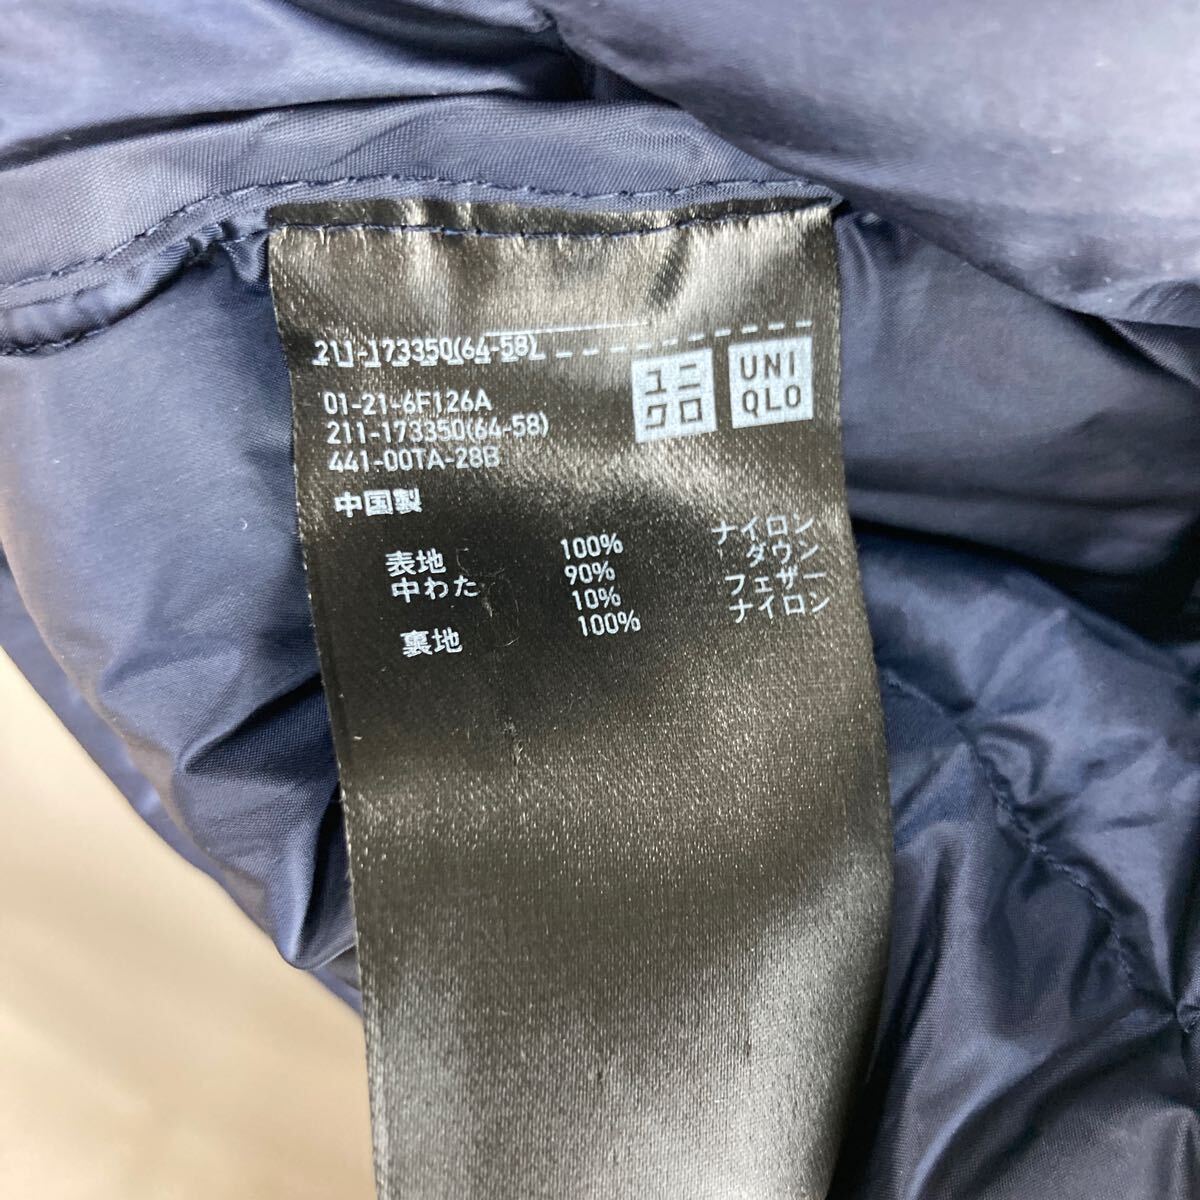 211-173350(64-58)
ユニクロ
UNIQLO
01-21-6F126A
211-173350(64-58)
441-00TA-28B
中国製
表地 100% ナイロン
中わた 90% ダウン
10% フェザー
裏地 100% ナイロン